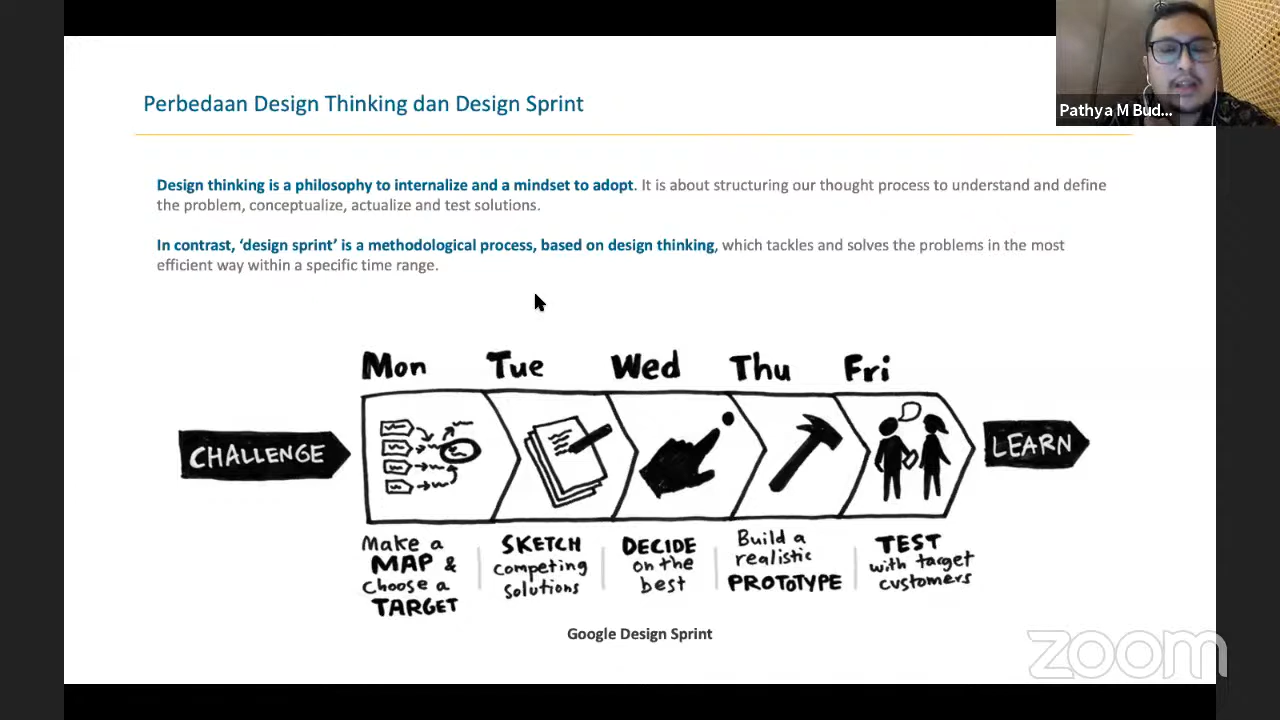 Perbedaan Design Thinking dan Design Sprint
Pathya M Bud...
Design thinking is a philosophy to internalize and a mindset to adopt. It is about structuring our thought process to understand and define
the problem, conceptualize, actualize and test solutions.
In contrast, ‘design sprint’ is a methodological process, based on design thinking, which tackles and solves the problems in the most
efficient way within a specific time range.
Mon Tue Wed Thu Fri
CHALLENGE
LEARN
Make a
MAP &
choose a
TARGET
SKETCH
competing
solutions
DECIDE
on the
best
Build a
realistic
PROTOTYPE
TEST
with target
customers
Google Design Sprint
zoom